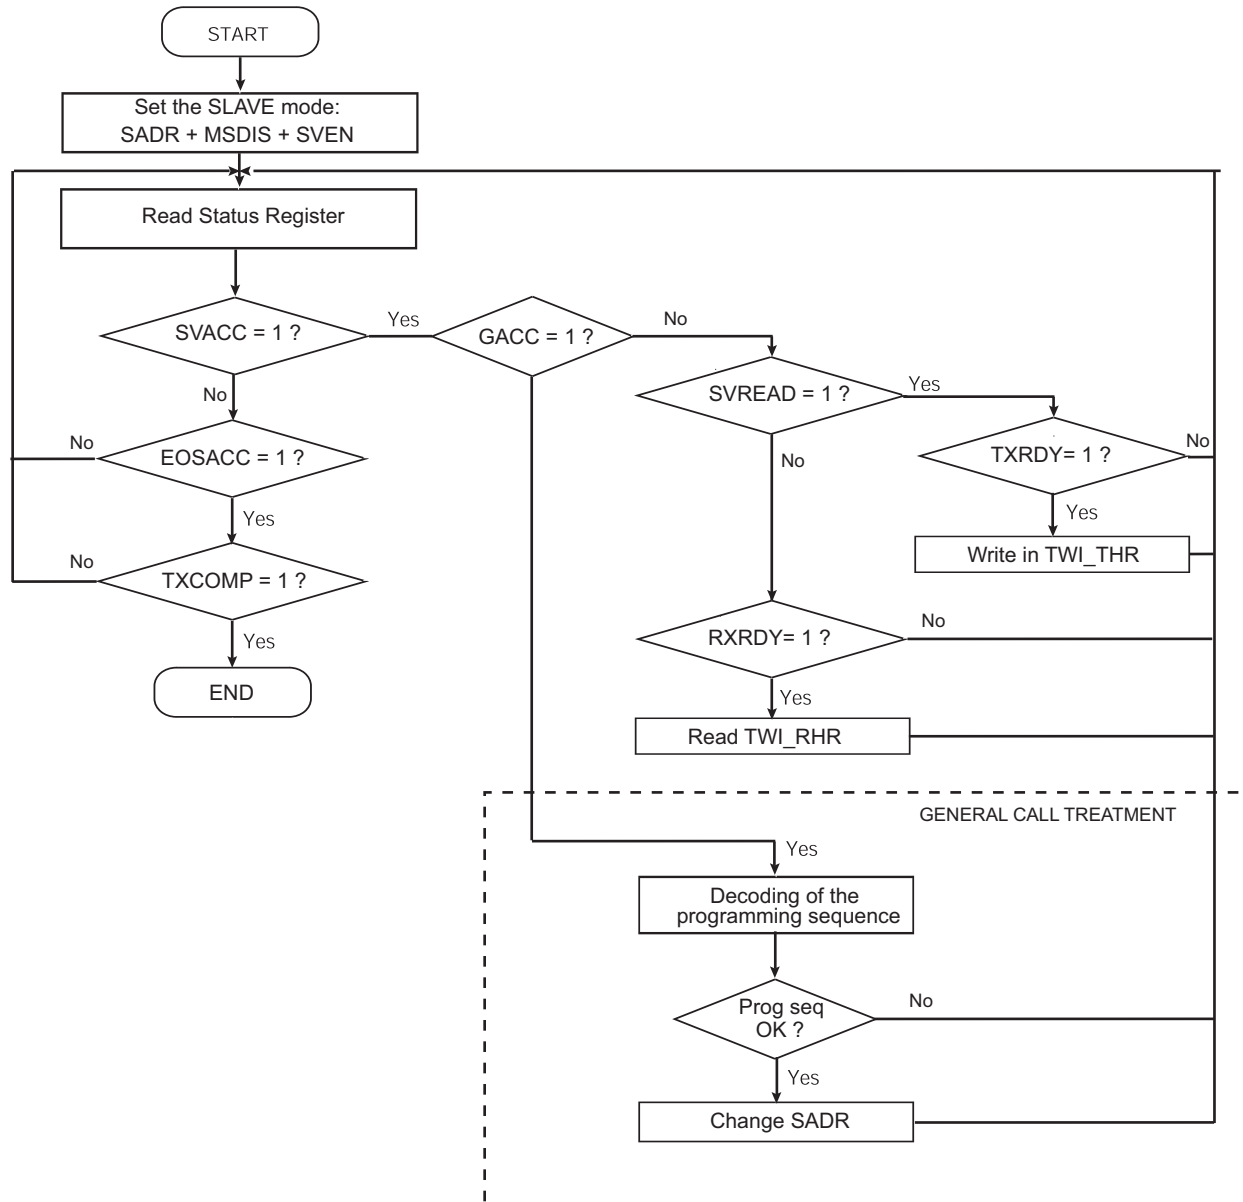 START
Set the SLAVE mode:
SADR + MSDIS + SVEN
Read Status Register
SVACC = 1 ?
Yes
GACC = 1 ?
No
SVREAD = 1 ?
Yes
No
EOSACC = 1 ?
No
TXRDY= 1 ?
No
No
Yes
Yes
TXCOMP = 1 ?
No
Write in TWI_THR
Yes
RXRDY= 1 ?
No
END
Yes
Read TWI_RHR
GENERAL CALL TREATMENT
Yes
Decoding of the
programming sequence
Prog seq
OK ?
No
Yes
Change SADR